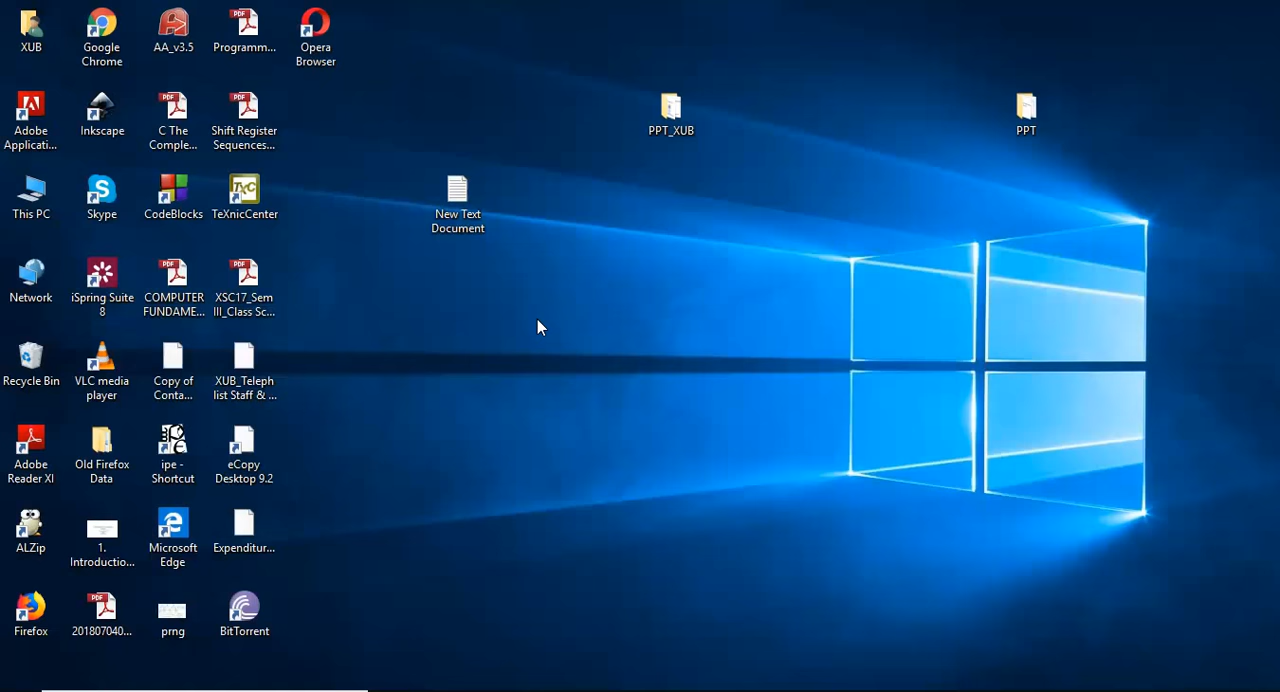 XUB
Google
Chrome
AA_v3.5
Programm...
Opera
Browser
Adobe
Applicati...
Inkscape
C The
Comple...
Shift Register
Sequences...
PPT_XUB
PPT
This PC
Skype
CodeBlocks
TeXnicCenter
New Text
Document
Network
iSpring Suite
8
COMPUTER
FUNDAME...
XSC17_Sem
III_Class Sc...
Recycle Bin
VLC media
player
Copy of
Conta...
XUB_Teleph
list Staff & ...
Adobe
Reader XI
Old Firefox
Data
ipe -
Shortcut
eCopy
Desktop 9.2
ALZip
1.
Introductio...
Microsoft
Edge
Expenditur...
Firefox
201807040...
prng
BitTorrent